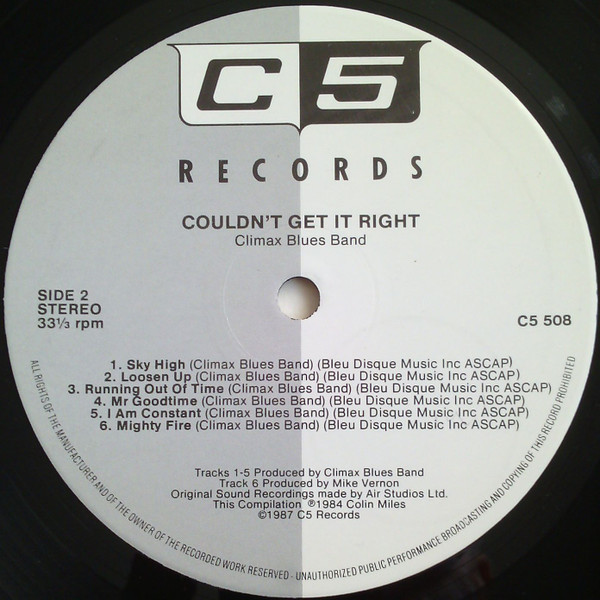 C5
RECORDS
COULDN'T GET IT RIGHT
Climax Blues Band
SIDE 2
STEREO
33⅓ rpm
C5 508
1. Sky High (Climax Blues Band) (Bleu Disque Music Inc ASCAP)
2. Loosen Up (Climax Blues Band) (Bleu Disque Music Inc ASCAP)
3. Running Out Of Time (Climax Blues Band) (Bleu Disque Music Inc ASCAP)
4. Mr Goodtime (Climax Blues Band) (Bleu Disque Music Inc ASCAP)
5. I Am Constant (Climax Blues Band) (Bleu Disque Music Inc ASCAP)
6. Mighty Fire (Climax Blues Band) (Bleu Disque Music Inc ASCAP)
Tracks 1-5 Produced by Climax Blues Band
Track 6 Produced by Mike Vernon
Original Sound Recordings made by Air Studios Ltd.
This Compilation ℗1984 Colin Miles
©1987 C5 Records
ALL RIGHTS OF THE MANUFACTURER AND OF THE OWNER OF THE RECORDED WORK RESERVED - UNAUTHORIZED PUBLIC PERFORMANCE BROADCASTING AND COPYING OF THIS RECORD PROHIBITED